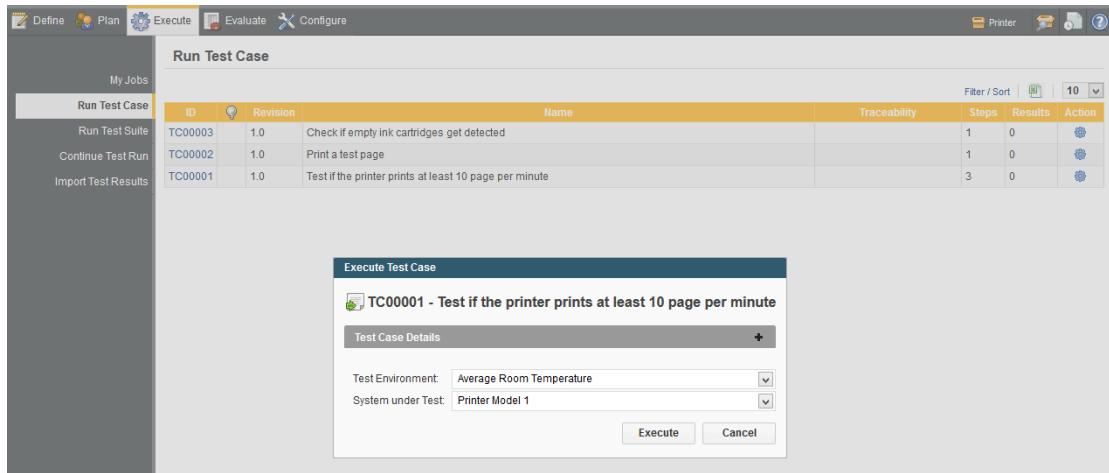 Define Plan Execute Evaluate Configure Printer
Run Test Case
My Jobs
Run Test Case
Run Test Suite
Continue Test Run
Import Test Results
Filter / Sort 10
ID Revision Name Traceability Steps Results Action
TC00003 1.0 Check if empty ink cartridges get detected 1 0
TC00002 1.0 Print a test page 1 0
TC00001 1.0 Test if the printer prints at least 10 page per minute 3 0
Execute Test Case
TC00001 - Test if the printer prints at least 10 page per minute
Test Case Details
Test Environment: Average Room Temperature
System under Test: Printer Model 1
Execute Cancel